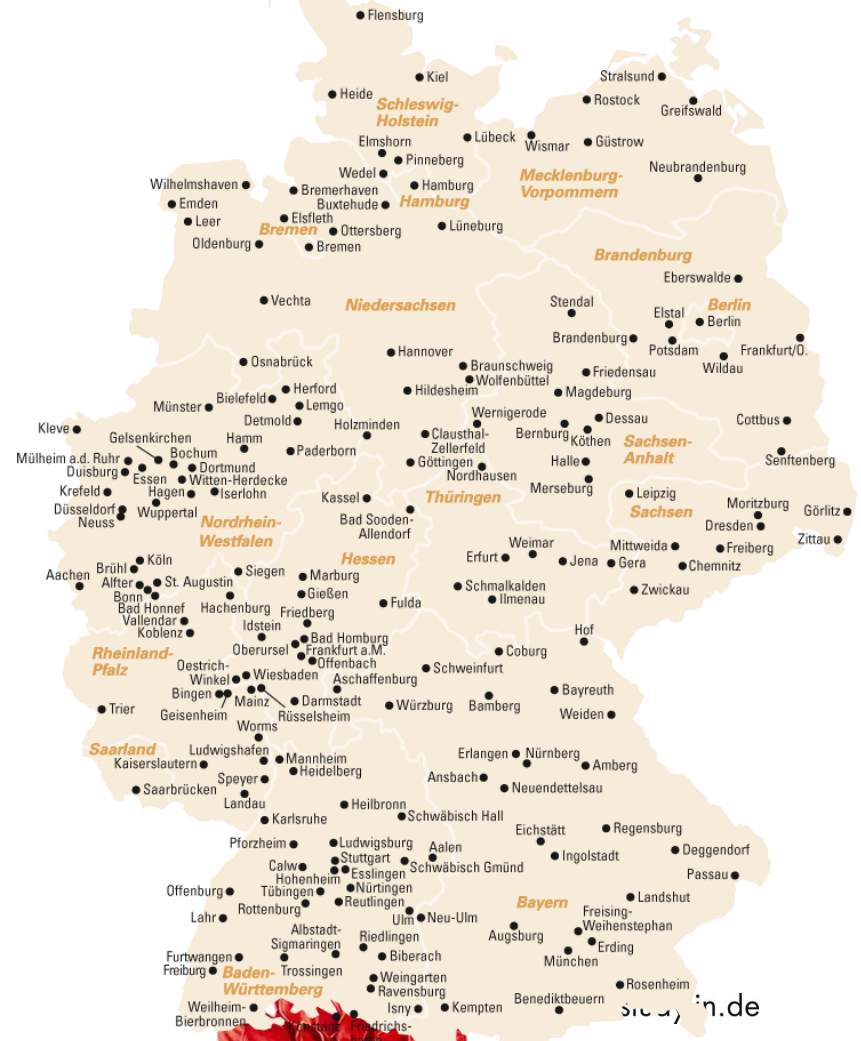 Flensburg
Kiel
Stralsund
Heide
Rostock
Greifswald
Schleswig-
Holstein
Lübeck
Wismar
Güstrow
Elmshorn
Pinneberg
Neubrandenburg
Wedel
Mecklenburg-
Vorpommern
Wilhelmshaven
Bremerhaven
Hamburg
Buxtehude
Hamburg
Emden
Leer
Elsfleth
Bremen
Ottersberg
Lüneburg
Oldenburg
Bremen
Brandenburg
Eberswalde
Vechta
Niedersachsen
Stendal
Berlin
Elstal
Berlin
Brandenburg
Potsdam
Frankfurt/O.
Wildau
Hannover
Osnabrück
Braunschweig
Wolfenbüttel
Friedensau
Herford
Hildesheim
Magdeburg
Bielefeld
Lemgo
Münster
Detmold
Holzminden
Wernigerode
Dessau
Cottbus
Kleve
Gelsenkirchen
Hamm
Clausthal-
Zellerfeld
Bernburg
Köthen
Sachsen-
Anhalt
Mülheim a.d. Ruhr
Bochum
Paderborn
Göttingen
Halle
Senftenberg
Duisburg
Dortmund
Nordhausen
Essen
Witten-Herdecke
Merseburg
Krefeld
Hagen
Iserlohn
Kassel
Thüringen
Leipzig
Moritzburg
Görlitz
Düsseldorf
Wuppertal
Sachsen
Neuss
Nordrhein-
Westfalen
Bad Sooden-
Allendorf
Dresden
Zittau
Weimar
Mittweida
Freiberg
Köln
Hessen
Erfurt
Jena
Gera
Chemnitz
Brühl
Siegen
Marburg
Aachen
Alfter
St. Augustin
Schmalkalden
Zwickau
Bonn
Gießen
Ilmenau
Bad Honnef
Hachenburg
Fulda
Vallendar
Friedberg
Koblenz
Idstein
Hof
Bad Homburg
Oberursel
Frankfurt a.M.
Coburg
Rheinland-
Pfalz
Offenbach
Oestrich-
Winkel
Wiesbaden
Aschaffenburg
Schweinfurt
Bingen
Mainz
Darmstadt
Würzburg
Bamberg
Bayreuth
Trier
Geisenheim
Rüsselsheim
Weiden
Worms
Saarland
Ludwigshafen
Mannheim
Erlangen
Nürnberg
Kaiserslautern
Heidelberg
Amberg
Speyer
Ansbach
Saarbrücken
Neuendettelsau
Landau
Heilbronn
Karlsruhe
Schwäbisch Hall
Eichstätt
Regensburg
Pforzheim
Ludwigsburg
Aalen
Deggendorf
Stuttgart
Ingolstadt
Calw
Schwäbisch Gmünd
Hohenheim
Esslingen
Passau
Offenburg
Tübingen
Nürtingen
Rottenburg
Reutlingen
Bayern
Landshut
Lahr
Ulm
Neu-Ulm
Freising-
Weihenstephan
Albstadt-
Sigmaringen
Riedlingen
Augsburg
Erding
Furtwangen
Biberach
München
Freiburg
Trossingen
Baden-
Württemberg
Weingarten
Ravensburg
Rosenheim
Weilheim-
Bierbronnen
Isny
Kempten
Benediktbeuern
in.de
Konstanz
Friedrichs-